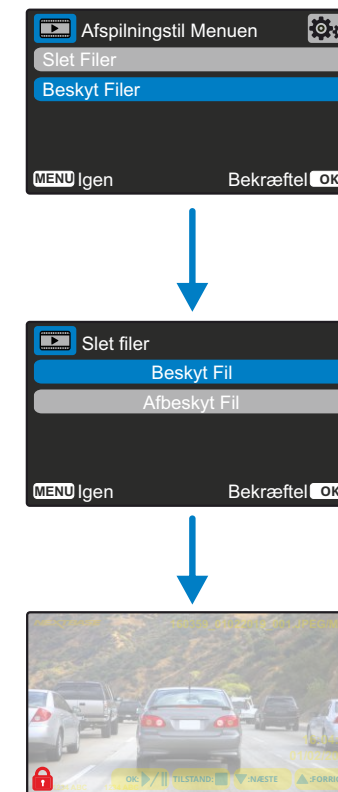 Afspilningstil Menuen
Slet Filer
Beskyt Filer
MENU Igen Bekræftel OK
Slet filer
Beskyt Fil
Afbeskyt Fil
MENU Igen Bekræftel OK
OK: TILSTAND: :NÆSTE